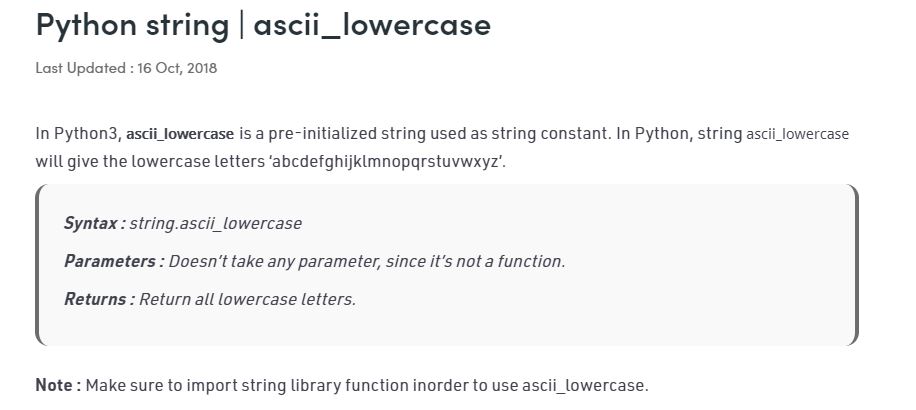 Python string | ascii_lowercase
Last Updated : 16 Oct, 2018
In Python3, ascii_lowercase is a pre-initialized string used as string constant. In Python, string ascii_lowercase
will give the lowercase letters ‘abcdefghijklmnopqrstuvwxyz’.
Syntax : string.ascii_lowercase
Parameters : Doesn’t take any parameter, since it’s not a function.
Returns : Return all lowercase letters.
Note : Make sure to import string library function inorder to use ascii_lowercase.